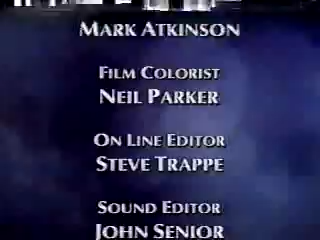 MARK ATKINSON
FILM COLORIST
NEIL PARKER
ON LINE EDITOR
STEVE TRAPPE
SOUND EDITOR
JOHN SENIOR